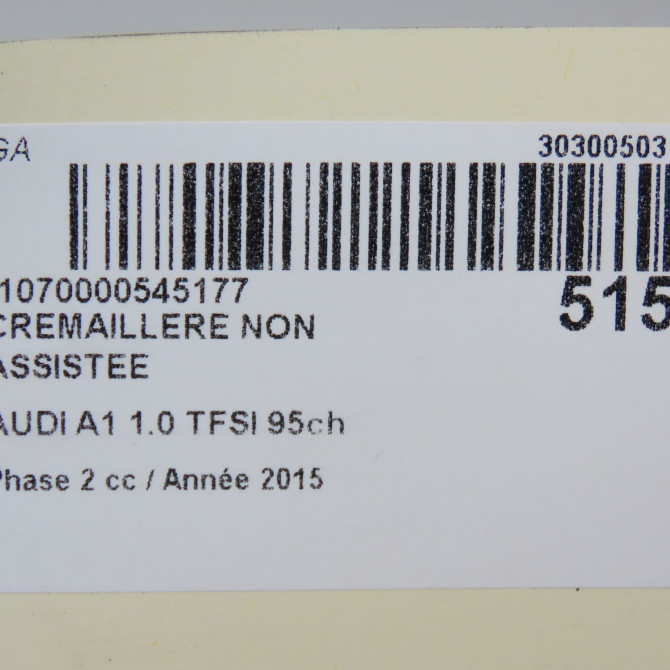 GA
30300503
1070000545177
515
CREMAILLERE NON
ASSISTEE
AUDI A1 1.0 TFSI 95ch
Phase 2 cc / Année 2015